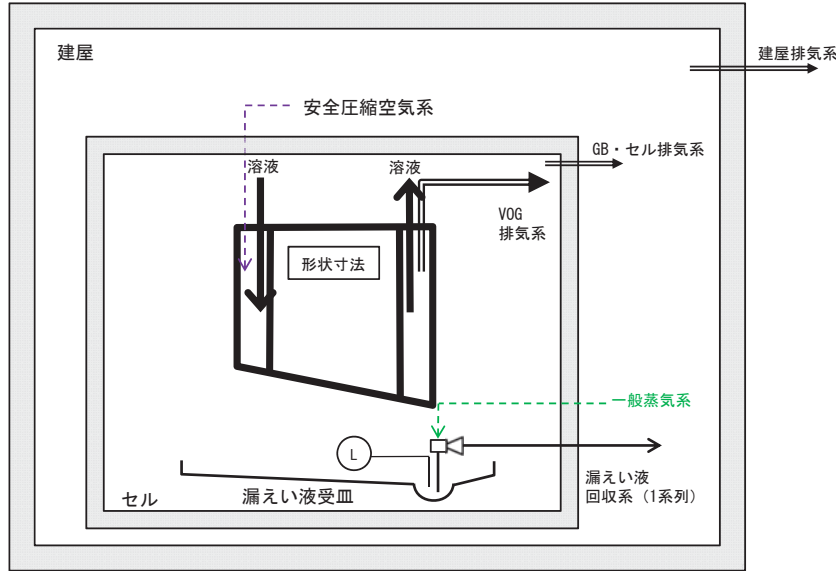 建屋
建屋排気系
安全圧縮空気系
GB・セル排気系
溶液
溶液
VOG
排気系
形状寸法
一般蒸気系
L
漏えい液
回収系（1系列）
漏えい液受皿
セル